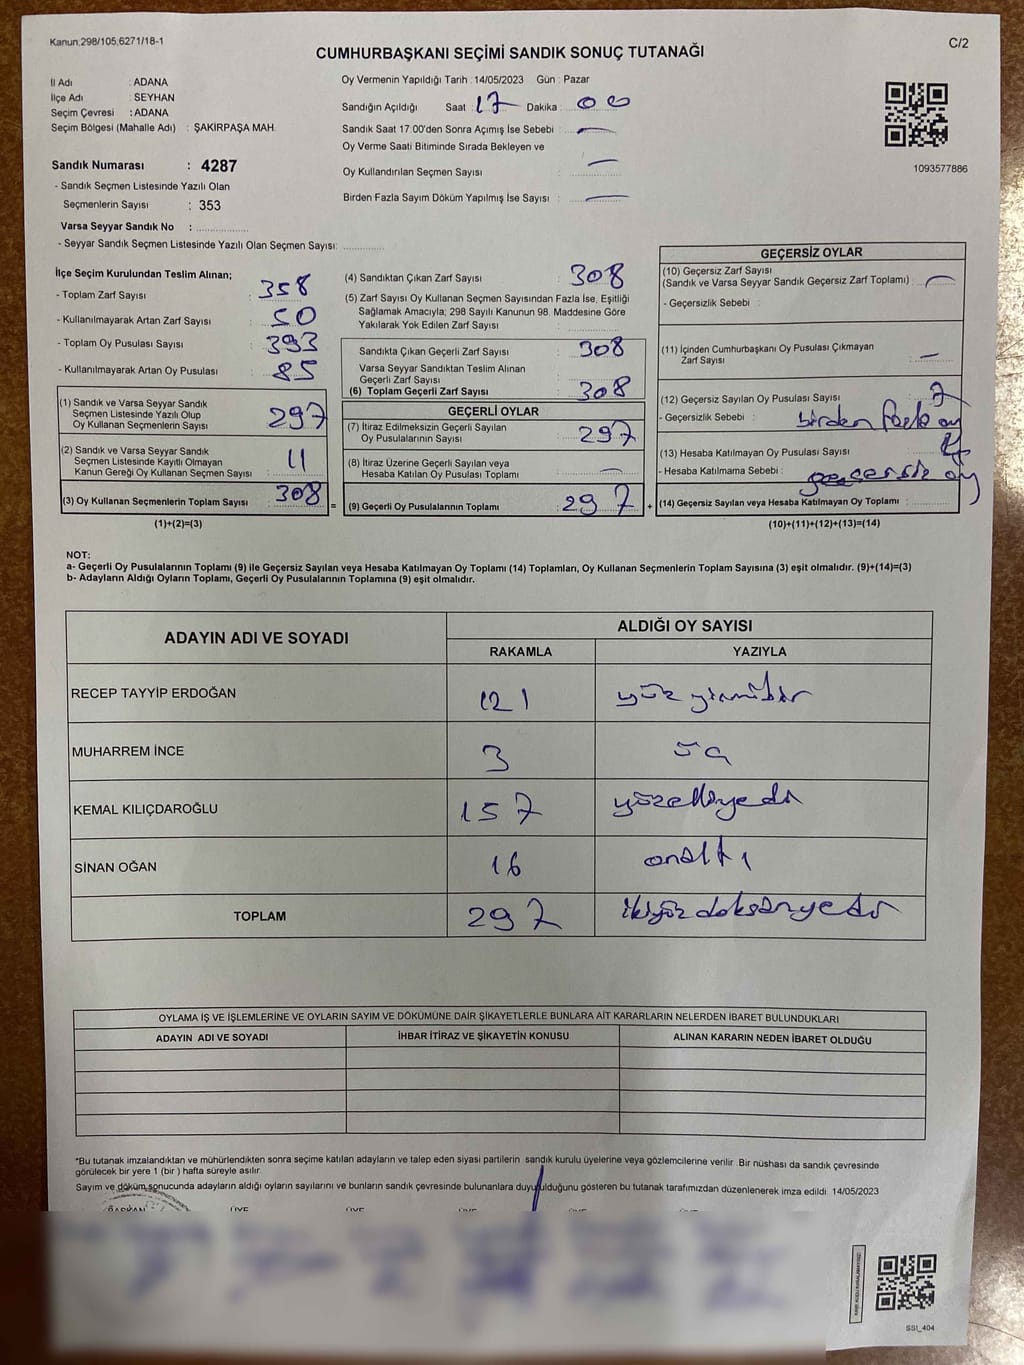 Kanun:298/105,6271/18-1
C/2
CUMHURBAŞKANI SEÇİMİ SANDIK SONUÇ TUTANAĞI
İl Adı : ADANA
İlçe Adı : SEYHAN
Seçim Çevresi : ADANA
Seçim Bölgesi (Mahalle Adı) : ŞAKİRPAŞA MAH.
Sandık Numarası : 4287
- Sandık Seçmen Listesinde Yazılı Olan
Seçmenlerin Sayısı : 353
Varsa Seyyar Sandık No :
- Seyyar Sandık Seçmen Listesinde Yazılı Olan Seçmen Sayısı:
Oy Vermenin Yapıldığı Tarih : 14/05/2023 Gün : Pazar
Sandığın Açıldığı Saat : 17 Dakika : 00
Sandık Saat 17:00'den Sonra Açımış İse Sebebi : —
Oy Verme Saati Bitiminde Sırada Bekleyen ve
Oy Kullandırılan Seçmen Sayısı : —
Birden Fazla Sayım Döküm Yapılmış İse Sayısı : —
1093577886
İlçe Seçim Kurulundan Teslim Alınan;
- Toplam Zarf Sayısı : 358
- Kullanılmayarak Artan Zarf Sayısı : 50
- Toplam Oy Pusulası Sayısı : 393
- Kullanılmayarak Artan Oy Pusulası : 85
(1) Sandık ve Varsa Seyyar Sandık
Seçmen Listesinde Yazılı Olup
Oy Kullanan Seçmenlerin Sayısı : 297
(2) Sandık ve Varsa Seyyar Sandık
Seçmen Listesinde Kayıtlı Olmayan
Kanun Gereği Oy Kullanan Seçmen Sayısı : 11
(3) Oy Kullanan Seçmenlerin Toplam Sayısı : 308
(1)+(2)=(3)
(4) Sandıktan Çıkan Zarf Sayısı : 308
(5) Zarf Sayısı Oy Kullanan Seçmen Sayısından Fazla İse, Eşitliği
Sağlamak Amacıyla; 298 Sayılı Kanunun 98. Maddesine Göre
Yakılarak Yok Edilen Zarf Sayısı :
Sandıkta Çıkan Geçerli Zarf Sayısı : 308
Varsa Seyyar Sandıktan Teslim Alınan
Geçerli Zarf Sayısı :
(6) Toplam Geçerli Zarf Sayısı : 308
GEÇERLİ OYLAR
(7) İtiraz Edilmeksizin Geçerli Sayılan
Oy Pusulalarının Sayısı : 297
(8) İtiraz Üzerine Geçerli Sayılan veya
Hesaba Katılan Oy Pusulası Toplamı : —
= (9) Geçerli Oy Pusulalarının Toplamı : 297 +
GEÇERSİZ OYLAR
(10) Geçersiz Zarf Sayısı
(Sandık ve Varsa Seyyar Sandık Geçersiz Zarf Toplamı) : —
- Geçersizlik Sebebi :
(11) İçinden Cumhurbaşkanı Oy Pusulası Çıkmayan
Zarf Sayısı : —
(12) Geçersiz Sayılan Oy Pusulası Sayısı : 7
- Geçersizlik Sebebi : birden fazla oy
(13) Hesaba Katılmayan Oy Pusulası Sayısı : 4
- Hesaba Katılmama Sebebi : geçersiz oy
(14) Geçersiz Sayılan veya Hesaba Katılmayan Oy Toplamı :
(10)+(11)+(12)+(13)=(14)
NOT:
a- Geçerli Oy Pusulalarının Toplamı (9) ile Geçersiz Sayılan veya Hesaba Katılmayan Oy Toplamı (14) Toplamları, Oy Kullanan Seçmenlerin Toplam Sayısına (3) eşit olmalıdır. (9)+(14)=(3)
b- Adayların Aldığı Oyların Toplamı, Geçerli Oy Pusulalarının Toplamına (9) eşit olmalıdır.
ADAYIN ADI VE SOYADI
ALDIĞI OY SAYISI
RAKAMLA YAZIYLA
RECEP TAYYİP ERDOĞAN 121 yüz yirmibir
MUHARREM İNCE 3 üç
KEMAL KILIÇDAROĞLU 157 yüzelliyedi
SİNAN OĞAN 16 onaltı
TOPLAM 297 ikiyüz doksanyedi
OYLAMA İŞ VE İŞLEMLERİNE VE OYLARIN SAYIM VE DÖKÜMÜNE DAİR ŞİKAYETLERLE BUNLARA AİT KARARLARIN NELERDEN İBARET BULUNDUKLARI
ADAYIN ADI VE SOYADI İHBAR İTİRAZ VE ŞİKAYETİN KONUSU ALINAN KARARIN NEDEN İBARET OLDUĞU
*Bu tutanak imzalandıktan ve mühürlendikten sonra seçime katılan adayların ve talep eden siyasi partilerin sandık kurulu üyelerine veya gözlemcilerine verilir. Bir nüshası da sandık çevresinde
görülecek bir yere 1 (bir ) hafta süreyle asılır.
Sayım ve döküm sonucunda adayların aldığı oyların sayılarını ve bunların sandık çevresinde bulunanlara duyurulduğunu gösteren bu tutanak tarafımızdan düzenlenerek imza edildi. 14/05/2023
BAŞKAN ÜYE ÜYE ÜYE ÜYE ÜYE
SSI_404